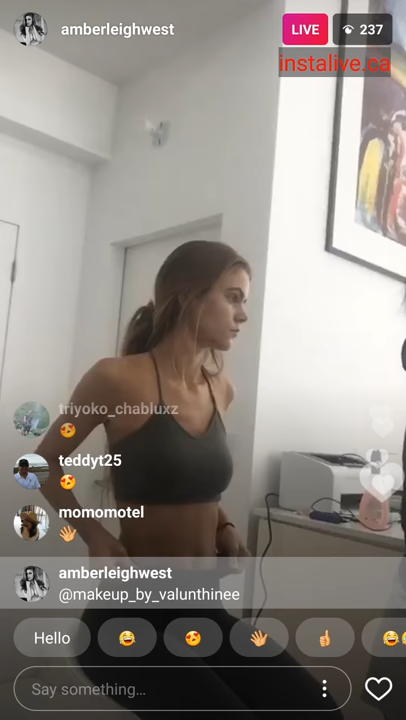 amberleighwest
LIVE
237
instalive.ca
triyoko_chabluxz
😍
teddyt25
😍
momomotel
👋
amberleighwest
@makeup_by_valunthinee
Hello 😂 😍 👋 👍 😂
Say something...